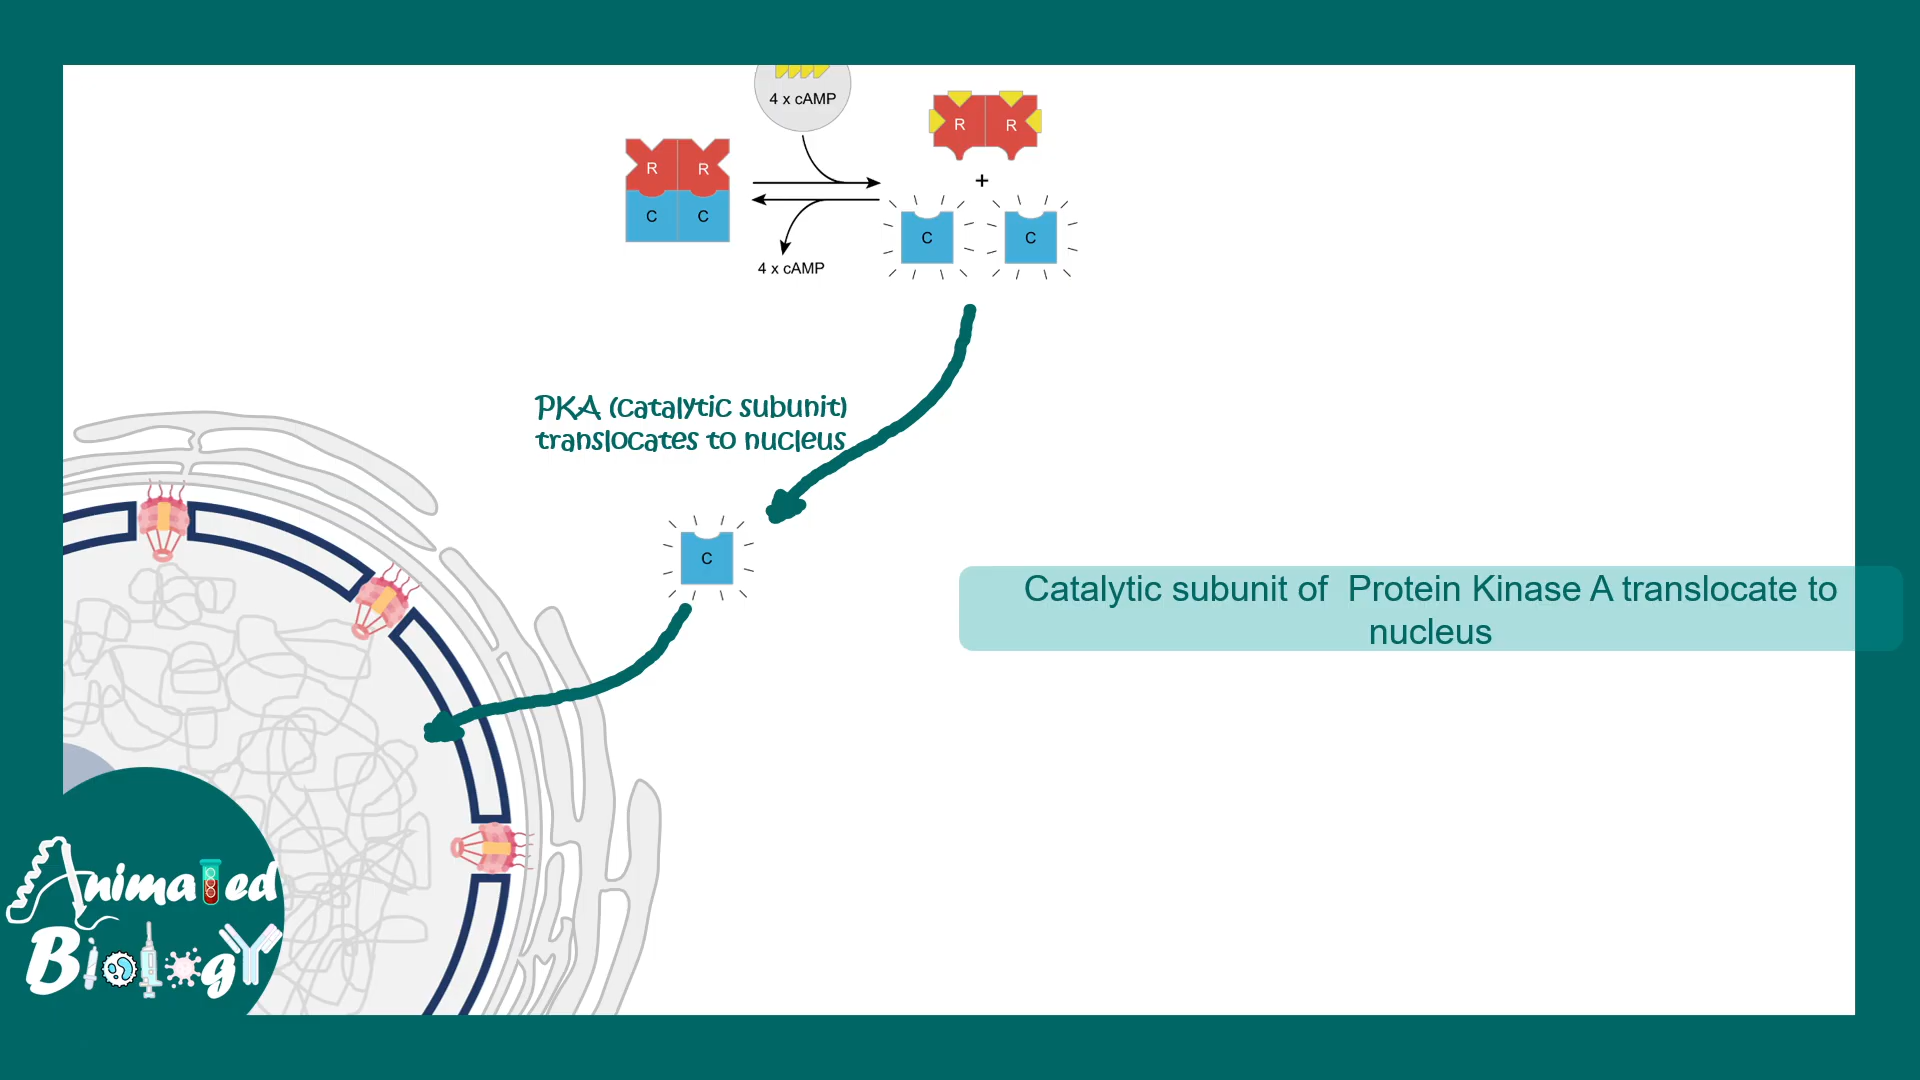 4 x cAMP
R R
R R
+
C C
C C
4 x cAMP
PKA (catalytic subunit)
translocates to nucleus
C
Catalytic subunit of Protein Kinase A translocate to
nucleus
Animated
Biology